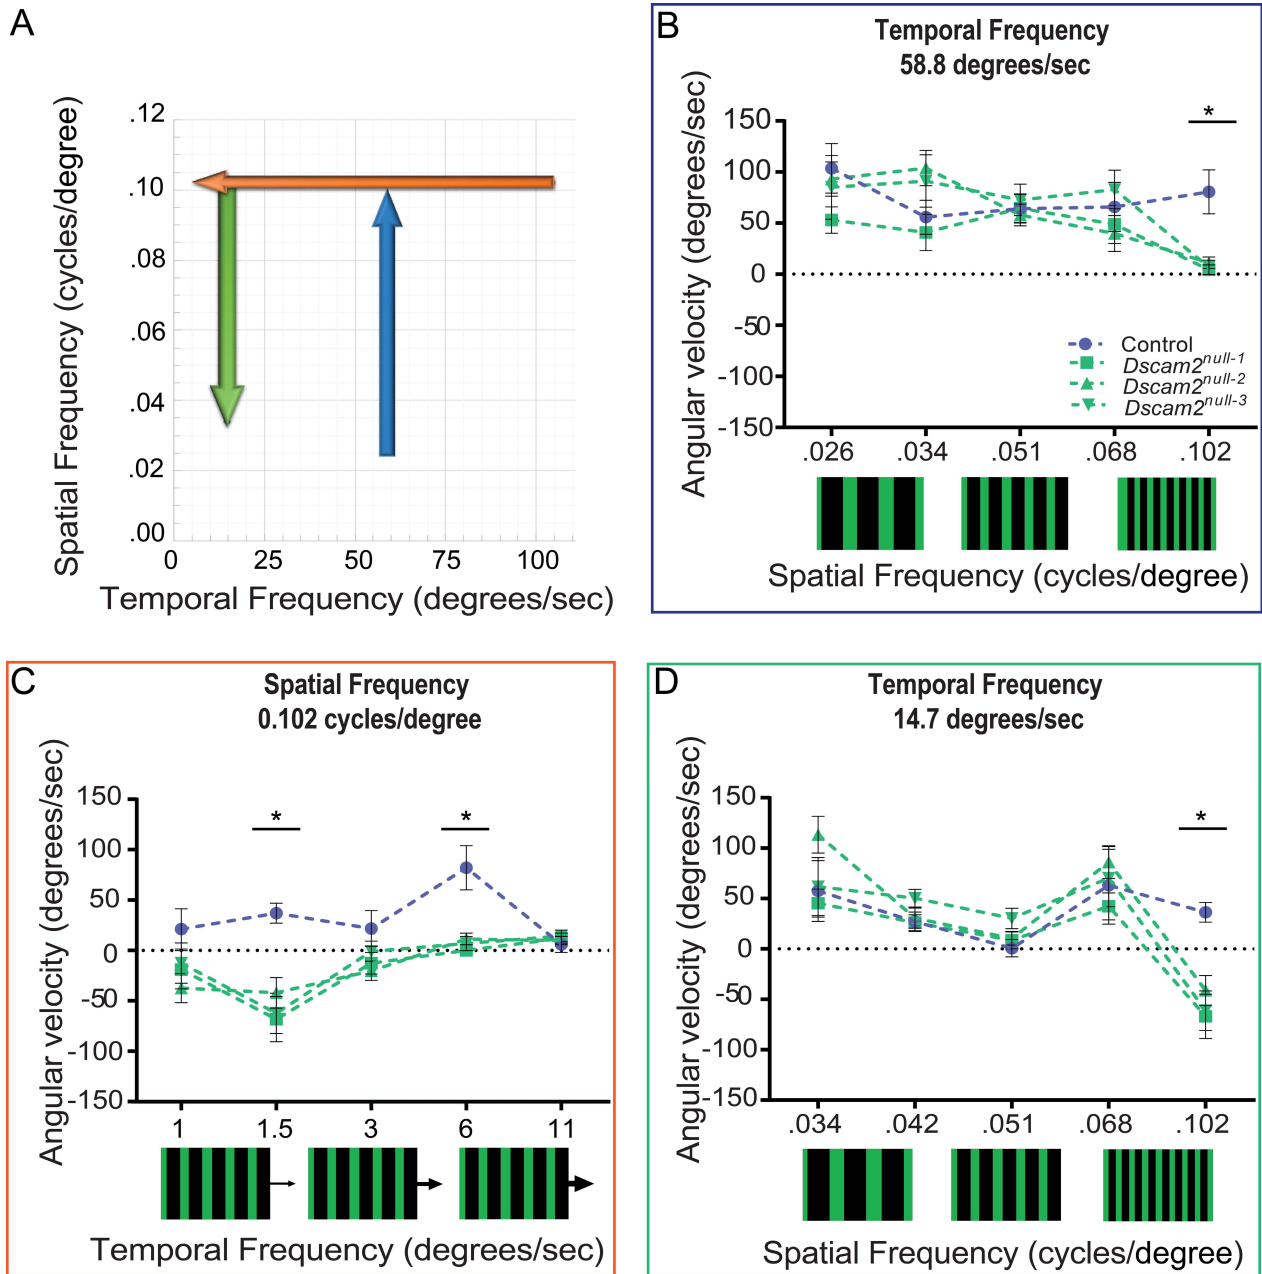 A
Spatial Frequency (cycles/degree)
.12
.10
.08
.06
.04
.02
.00
0 25 50 75 100
Temporal Frequency (degrees/sec)
B
Temporal Frequency
58.8 degrees/sec
Angular velocity (degrees/sec)
150
100
50
0
-50
-100
-150
*
Control
Dscam2null-1
Dscam2null-2
Dscam2null-3
.026 .034 .051 .068 .102
Spatial Frequency (cycles/degree)
C
Spatial Frequency
0.102 cycles/degree
Angular velocity (degrees/sec)
150
100
50
0
-50
-100
-150
* *
1 1.5 3 6 11
Temporal Frequency (degrees/sec)
D
Temporal Frequency
14.7 degrees/sec
Angular velocity (degrees/sec)
150
100
50
0
-50
-100
-150
*
.034 .042 .051 .068 .102
Spatial Frequency (cycles/degree)